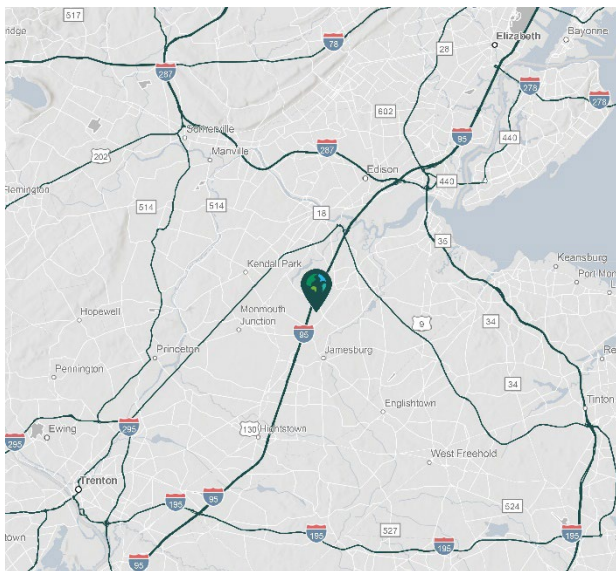 517
ridge
78
28
Elizabeth
Bayonne
287
278
278
602
Somerville
95
440
Manville
287
202
Edison
440
Flemington
514
514
18
35
Keansburg
Kendall Park
Port Mon
34
Hopewell
Monmouth
Junction
95
9
Princeton
Jamesburg
Re
Pennington
34
Englishtown
Tinton
295
130
Hightstown
Ewing
295
West Freehold
Trenton
95
195
524
527
town
195
195
195
95